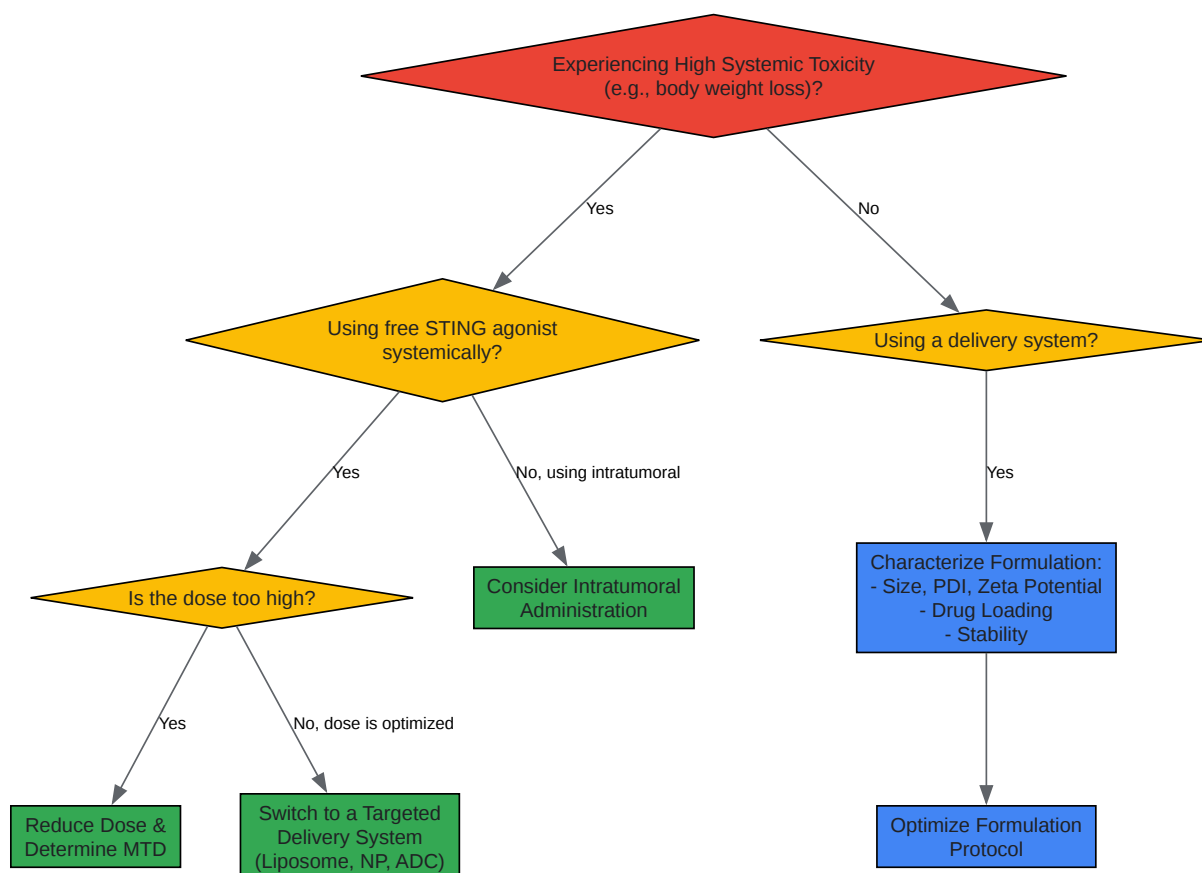 Experiencing High Systemic Toxicity
(e.g., body weight loss)?
Yes
No
Using free STING agonist
systemically?
Using a delivery system?
Yes
No, using intratumoral
Yes
Is the dose too high?
Consider Intratumoral
Administration
Characterize Formulation:
- Size, PDI, Zeta Potential
- Drug Loading
- Stability
Yes
No, dose is optimized
Reduce Dose &
Determine MTD
Switch to a Targeted
Delivery System
(Liposome, NP, ADC)
Optimize Formulation
Protocol